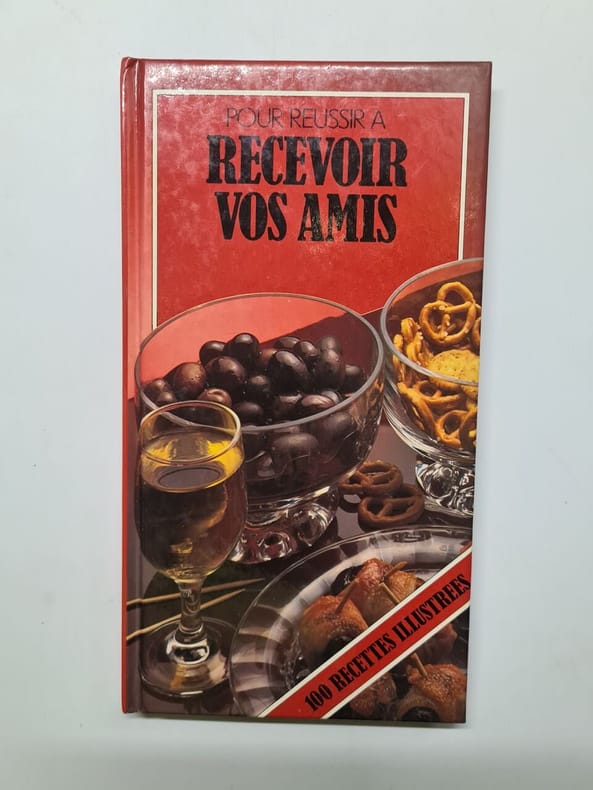 POUR REUSSIR A
RECEVOIR
VOS AMIS
100 RECETTES ILLUSTREES